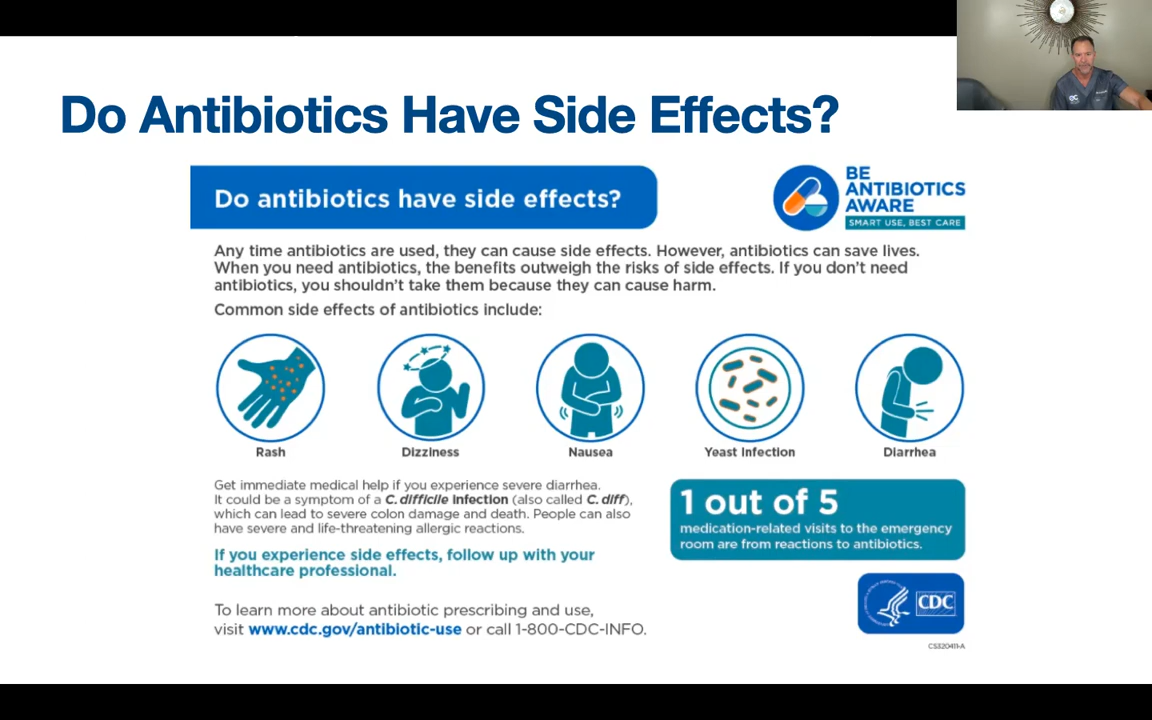 Do Antibiotics Have Side Effects?
Do antibiotics have side effects?
BE
ANTIBIOTICS
AWARE
SMART USE, BEST CARE
Any time antibiotics are used, they can cause side effects. However, antibiotics can save lives.
When you need antibiotics, the benefits outweigh the risks of side effects. If you don't need
antibiotics, you shouldn't take them because they can cause harm.
Common side effects of antibiotics include:
Rash
Dizziness
Nausea
Yeast Infection
Diarrhea
Get immediate medical help if you experience severe diarrhea.
It could be a symptom of a C. difficile infection (also called C. diff),
which can lead to severe colon damage and death. People can also
have severe and life-threatening allergic reactions.
If you experience side effects, follow up with your
healthcare professional.
1 out of 5
medication-related visits to the emergency
room are from reactions to antibiotics.
To learn more about antibiotic prescribing and use,
visit www.cdc.gov/antibiotic-use or call 1-800-CDC-INFO.
CDC
CS320411-A